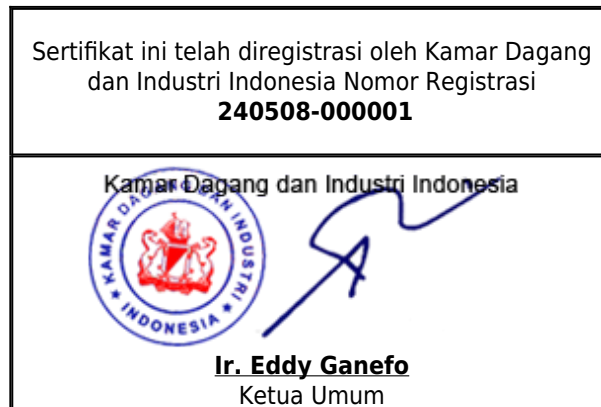 Sertifikat ini telah diregistrasi oleh Kamar Dagang
dan Industri Indonesia Nomor Registrasi
240508-000001
Kamar Dagang dan Industri Indonesia
KAMAR DAGANG DAN INDUSTRI
INDONESIA
Ir. Eddy Ganefo
Ketua Umum